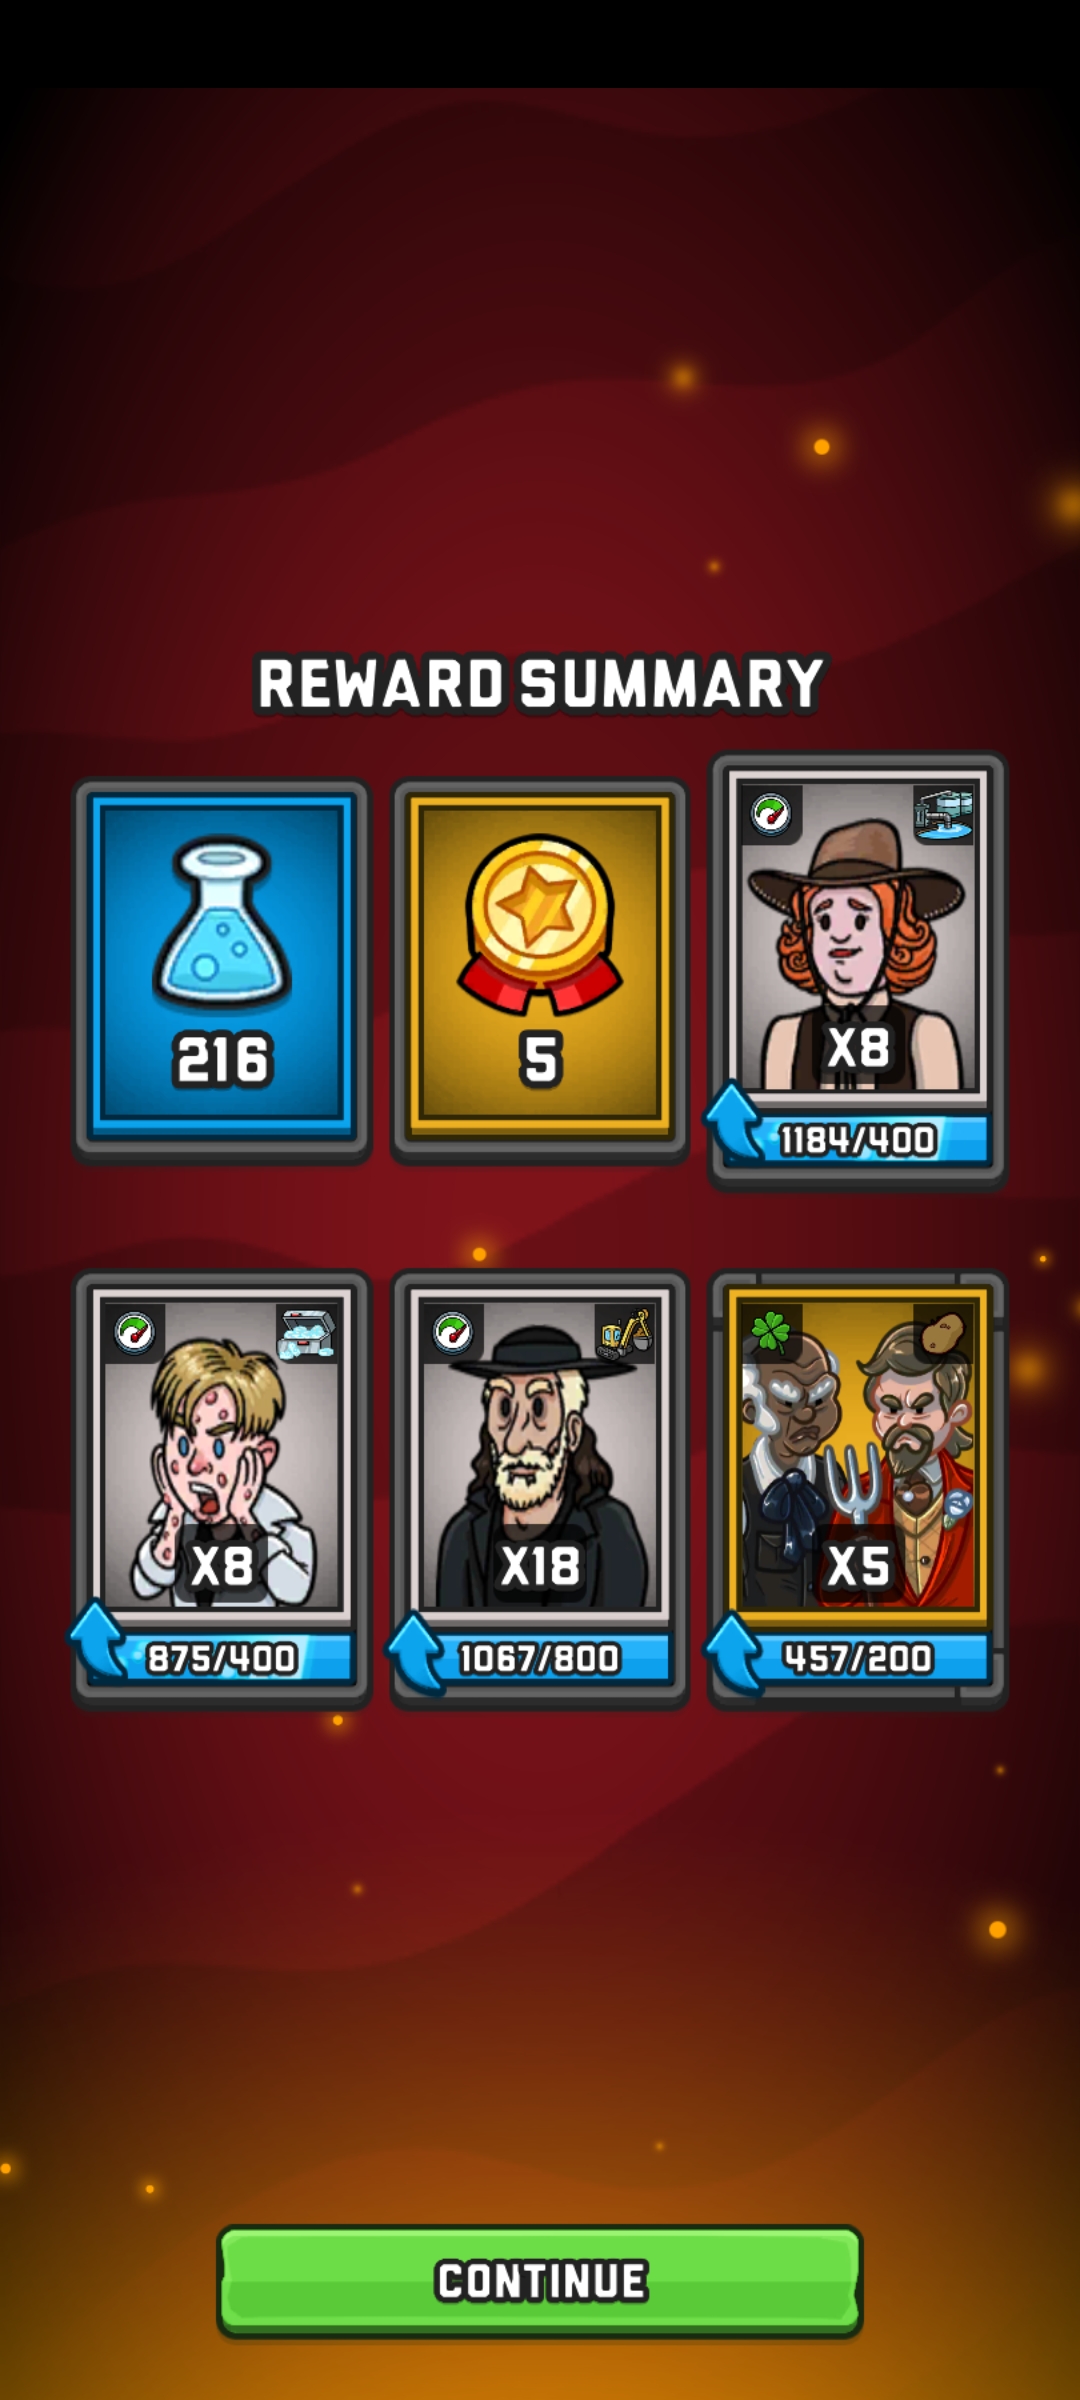 REWARD SUMMARY
216
5
X8
1184/400
X8
875/400
X18
1067/800
X5
457/200
CONTINUE